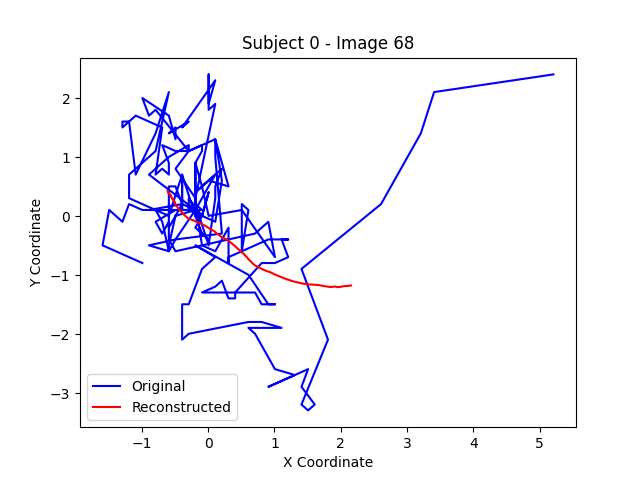 Subject 0 - Image 68
Y Coordinate
2
1
0
−1
−2
−3
Original
Reconstructed
−1 0 1 2 3 4 5
X Coordinate